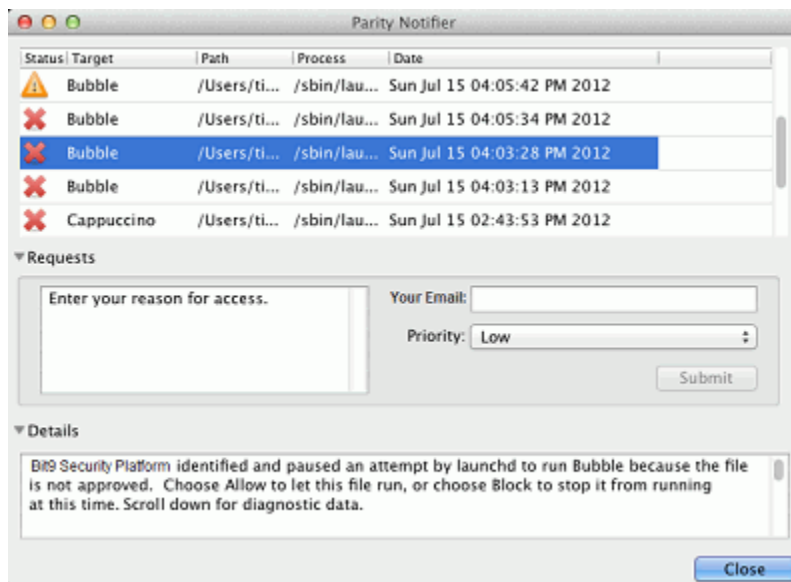 Parity Notifier
Status Target Path Process Date
Bubble /Users/ti... /sbin/lau... Sun Jul 15 04:05:42 PM 2012
Bubble /Users/ti... /sbin/lau... Sun Jul 15 04:05:34 PM 2012
Bubble /Users/ti... /sbin/lau... Sun Jul 15 04:03:28 PM 2012
Bubble /Users/ti... /sbin/lau... Sun Jul 15 04:03:13 PM 2012
Cappuccino /Users/ti... /sbin/lau... Sun Jul 15 02:43:53 PM 2012
Requests
Enter your reason for access.
Your Email:
Priority: Low
Submit
Details
Bit9 Security Platform identified and paused an attempt by launchd to run Bubble because the file
is not approved. Choose Allow to let this file run, or choose Block to stop it from running
at this time. Scroll down for diagnostic data.
Close